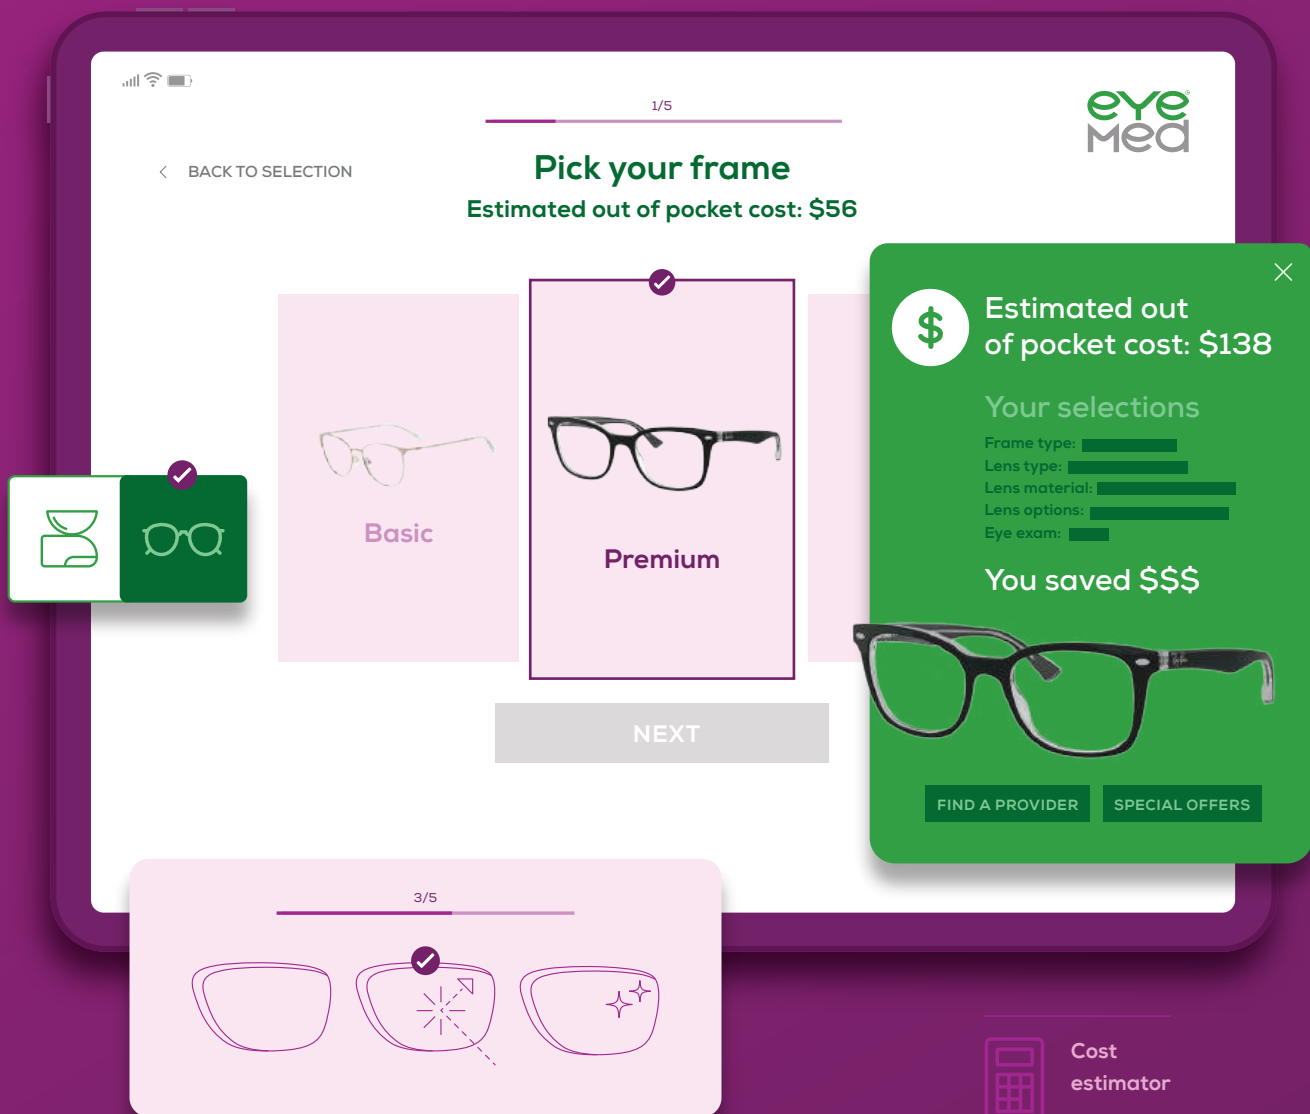 1/5
eye
Med
BACK TO SELECTION
Pick your frame
Estimated out of pocket cost: $56
Basic
Premium
NEXT
Estimated out
of pocket cost: $138
Your selections
Frame type:
Lens type:
Lens material:
Lens options:
Eye exam:
You saved $$$
FIND A PROVIDER
SPECIAL OFFERS
3/5
Cost
estimator